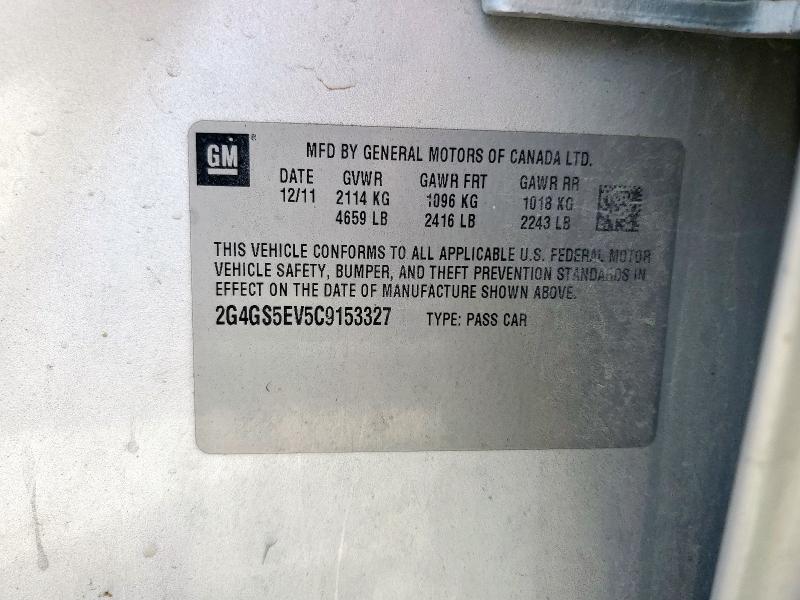 GM ®
MFD BY GENERAL MOTORS OF CANADA LTD.
DATE GVWR GAWR FRT GAWR RR
12/11 2114 KG 1096 KG 1018 KG
4659 LB 2416 LB 2243 LB
THIS VEHICLE CONFORMS TO ALL APPLICABLE U.S. FEDERAL MOTOR
VEHICLE SAFETY, BUMPER, AND THEFT PREVENTION STANDARDS IN
EFFECT ON THE DATE OF MANUFACTURE SHOWN ABOVE.
2G4GS5EV5C9153327 TYPE: PASS CAR